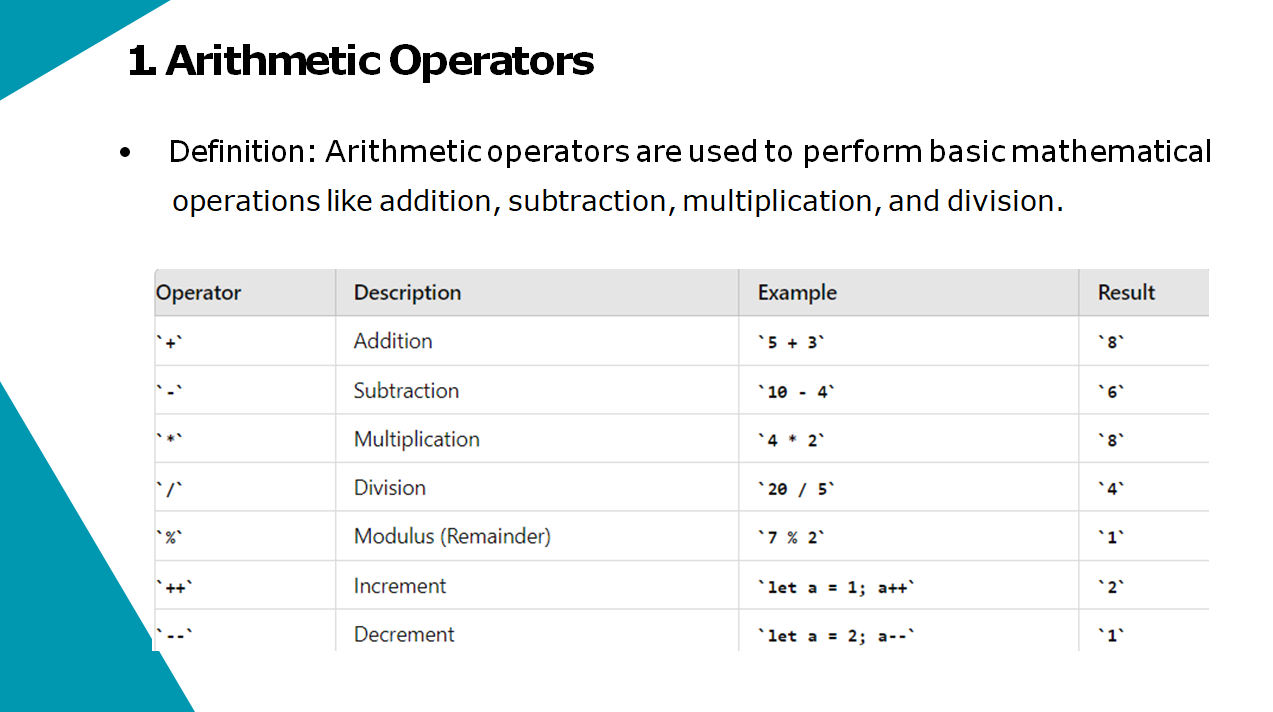 1. Arithmetic Operators
• Definition: Arithmetic operators are used to perform basic mathematical
operations like addition, subtraction, multiplication, and division.
Operator Description Example Result
`+` Addition `5 + 3` `8`
`-` Subtraction `10 - 4` `6`
`*` Multiplication `4 * 2` `8`
`/` Division `20 / 5` `4`
`%` Modulus (Remainder) `7 % 2` `1`
`++` Increment `let a = 1; a++` `2`
`--` Decrement `let a = 2; a--` `1`